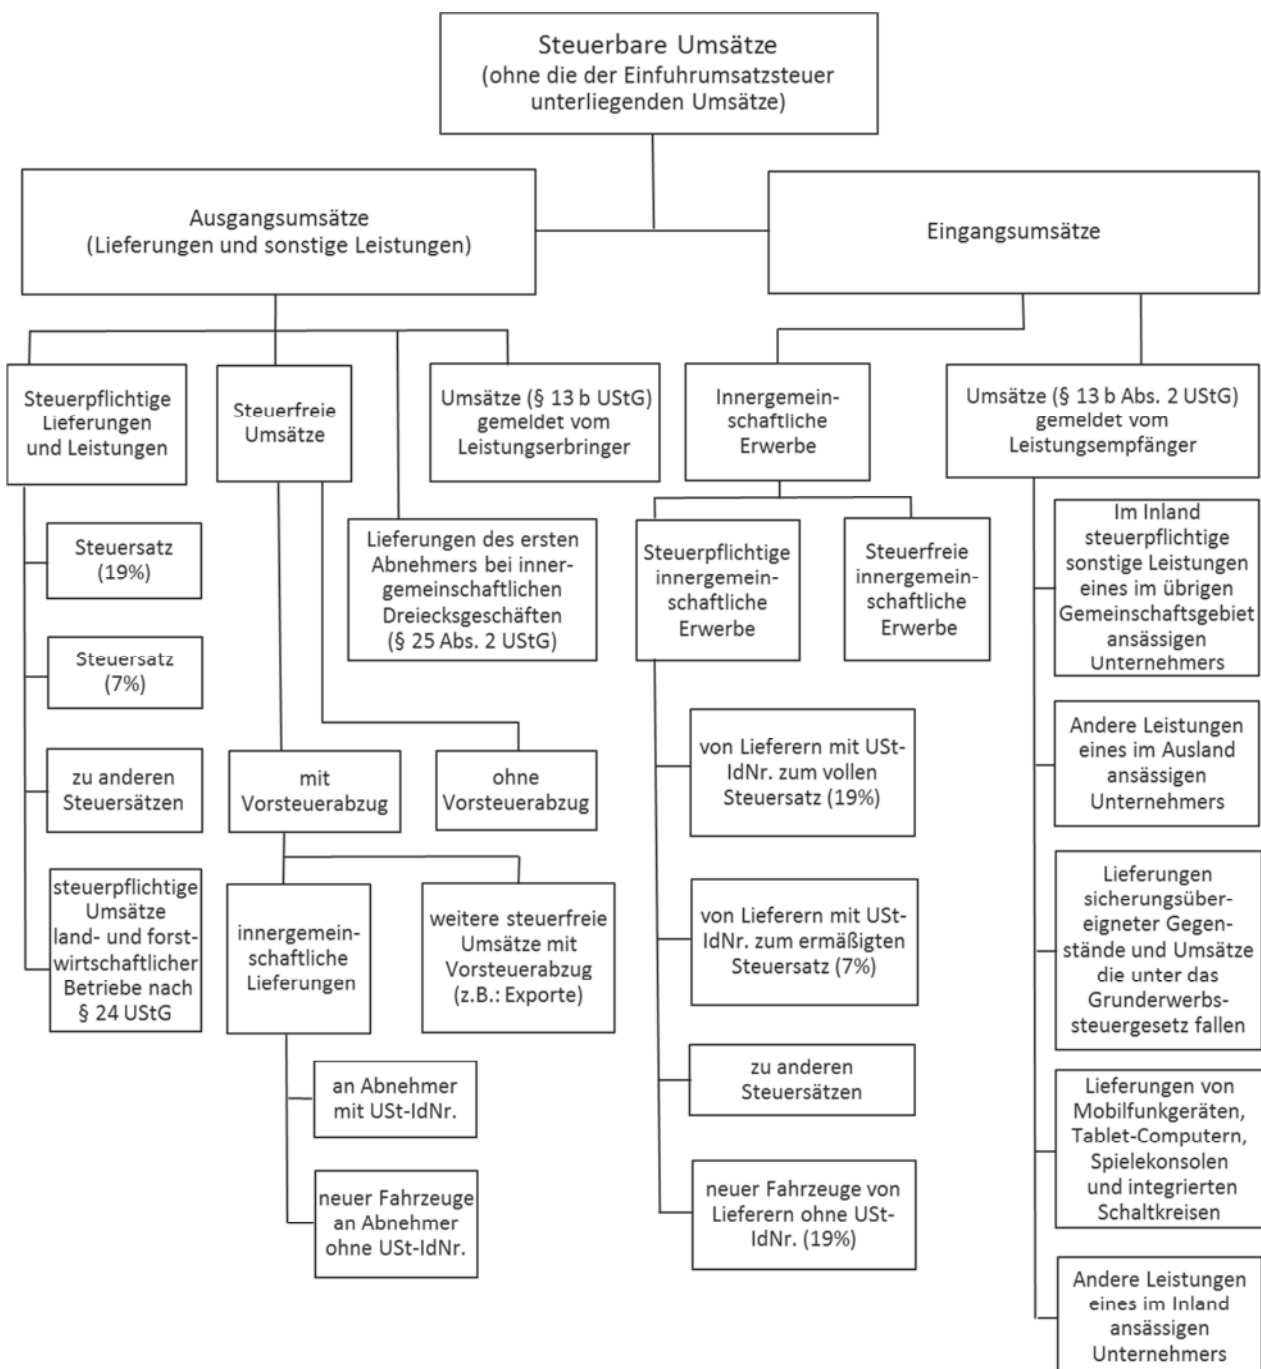 Steuerbare Umsätze
(ohne die der Einfuhrumsatzsteuer
unterliegenden Umsätze)
Ausgangsumsätze
(Lieferungen und sonstige Leistungen)
Eingangsumsätze
Steuerpflichtige
Lieferungen
und Leistungen
Steuerfreie
Umsätze
Umsätze (§ 13 b UStG)
gemeldet vom
Leistungserbringer
Innergemein-
schaftliche
Erwerbe
Umsätze (§ 13 b Abs. 2 UStG)
gemeldet vom
Leistungsempfänger
Steuersatz
(19%)
Steuersatz
(7%)
zu anderen
Steuersätzen
steuerpflichtige
Umsätze
land- und forst-
wirtschaftlicher
Betriebe nach
§ 24 UStG
Lieferungen des ersten
Abnehmers bei inner-
gemeinschaftlichen
Dreiecksgeschäften
(§ 25 Abs. 2 UStG)
mit
Vorsteuerabzug
ohne
Vorsteuerabzug
innergemein-
schaftliche
Lieferungen
weitere steuerfreie
Umsätze mit
Vorsteuerabzug
(z.B.: Exporte)
an Abnehmer
mit USt-IdNr.
neuer Fahrzeuge
an Abnehmer
ohne USt-IdNr.
Steuerpflichtige
innergemein-
schaftliche
Erwerbe
Steuerfreie
innergemein-
schaftliche
Erwerbe
von Lieferern mit USt-
IdNr. zum vollen
Steuersatz (19%)
von Lieferern mit USt-
IdNr. zum ermäßigten
Steuersatz (7%)
zu anderen
Steuersätzen
neuer Fahrzeuge von
Lieferern ohne USt-
IdNr. (19%)
Im Inland
steuerpflichtige
sonstige Leistungen
eines im übrigen
Gemeinschaftsgebiet
ansässigen
Unternehmers
Andere Leistungen
eines im Ausland
ansässigen
Unternehmers
Lieferungen
sicherungsüber-
eigneter Gegen-
stände und Umsätze
die unter das
Grunderwerbs-
steuergesetz fallen
Lieferungen von
Mobilfunkgeräten,
Tablet-Computern,
Spielekonsolen
und integrierten
Schaltkreisen
Andere Leistungen
eines im Inland
ansässigen
Unternehmers